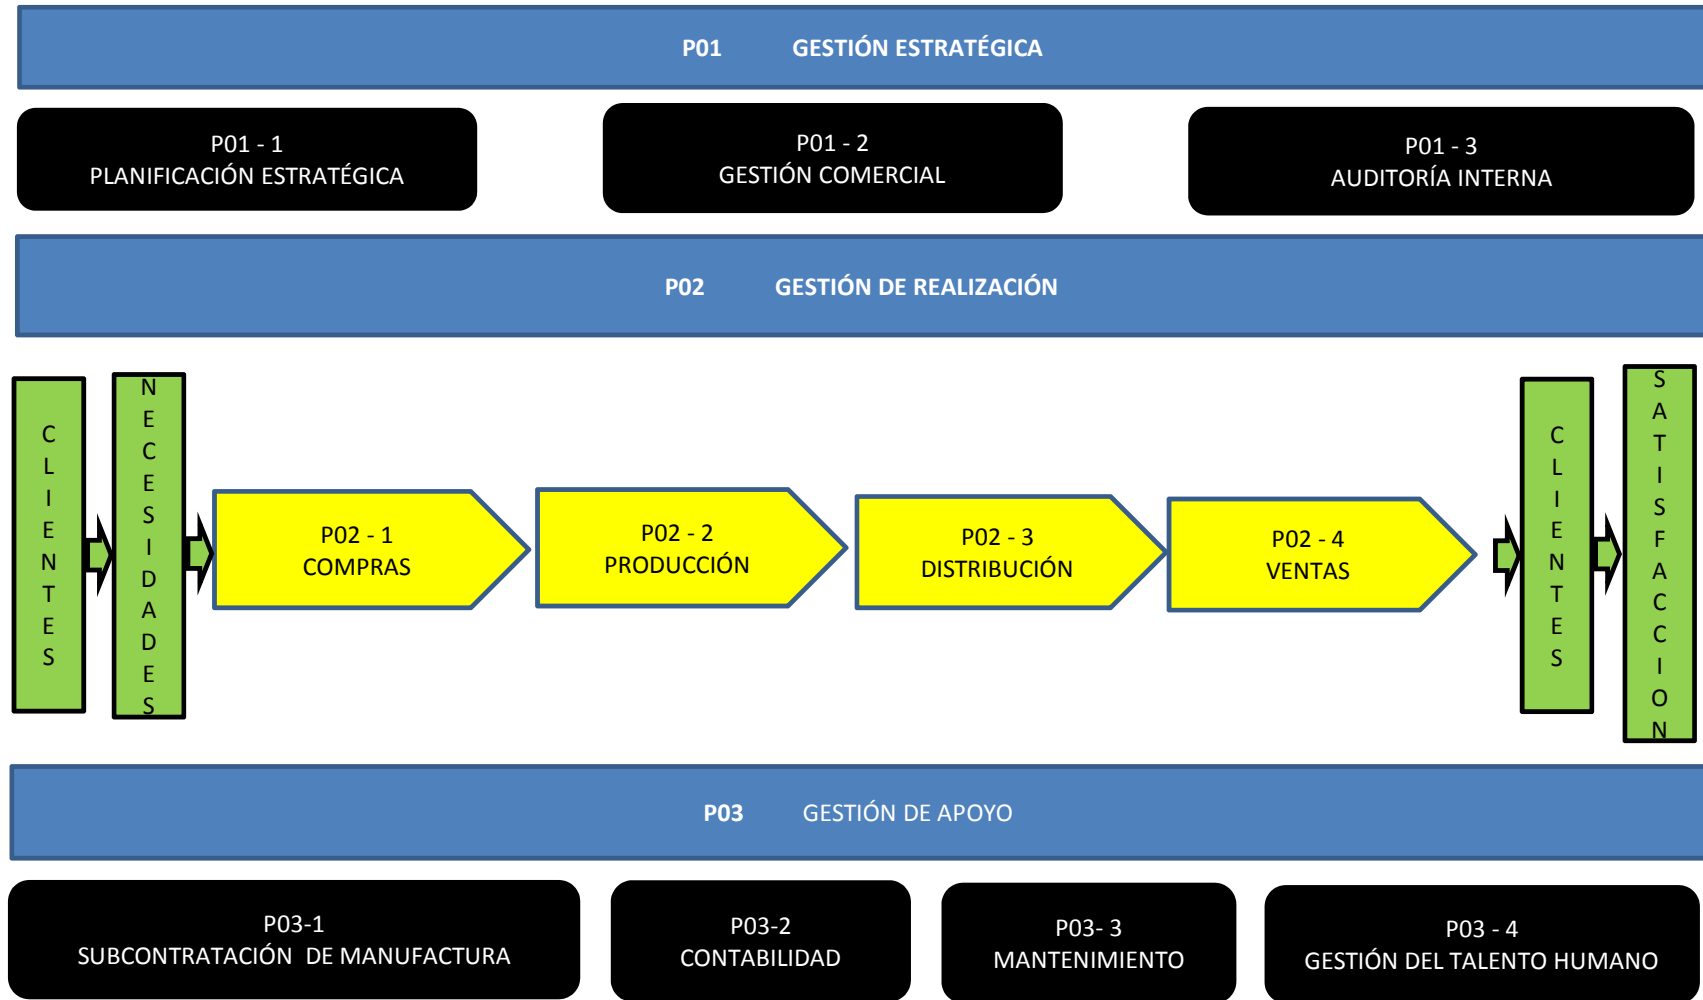 P01 GESTIÓN ESTRATÉGICA
P01 - 1
PLANIFICACIÓN ESTRATÉGICA
P01 - 2
GESTIÓN COMERCIAL
P01 - 3
AUDITORÍA INTERNA
P02 GESTIÓN DE REALIZACIÓN
CLIENTES
NECESIDADES
P02 - 1
COMPRAS
P02 - 2
PRODUCCIÓN
P02 - 3
DISTRIBUCIÓN
P02 - 4
VENTAS
CLIENTES
SATISFACCION
P03 GESTIÓN DE APOYO
P03-1
SUBCONTRATACIÓN DE MANUFACTURA
P03-2
CONTABILIDAD
P03- 3
MANTENIMIENTO
P03 - 4
GESTIÓN DEL TALENTO HUMANO